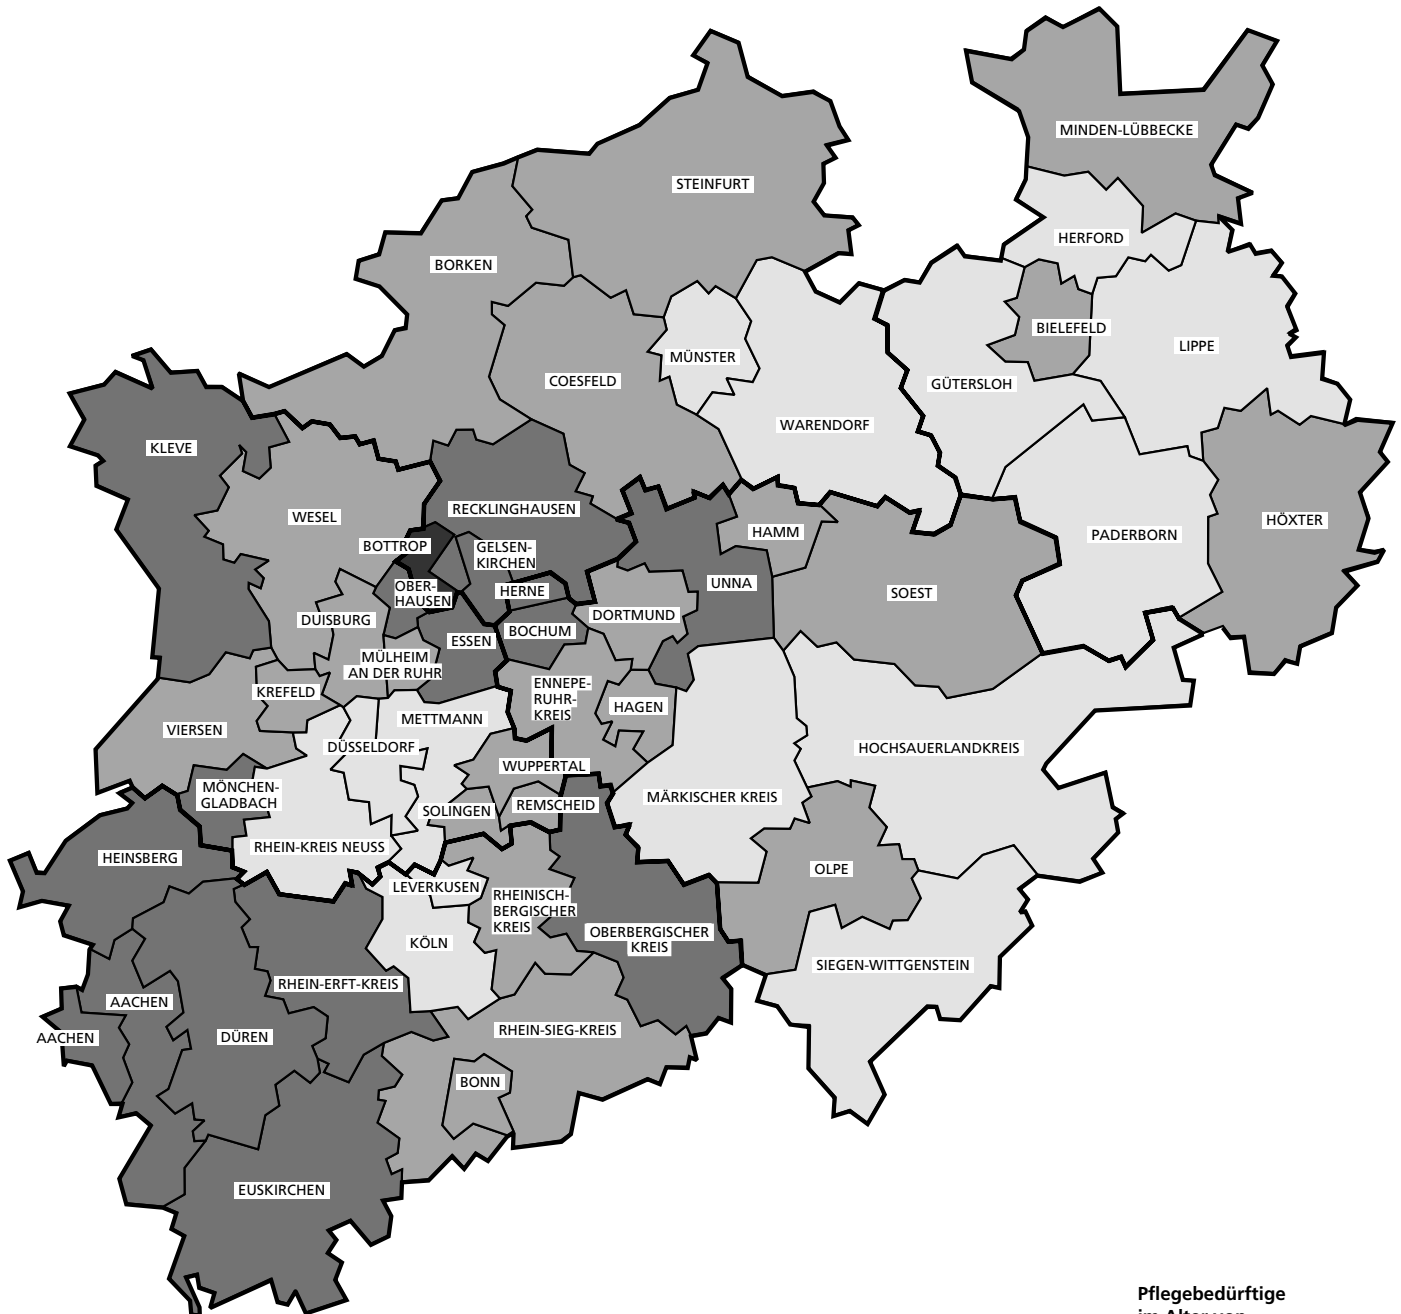 MINDEN-LÜBBECKE
STEINFURT
HERFORD
BORKEN
BIELEFELD
LIPPE
MÜNSTER
COESFELD
GÜTERSLOH
WARENDORF
KLEVE
RECKLINGHAUSEN
WESEL
HÖXTER
HAMM
PADERBORN
BOTTROP
GELSEN-
KIRCHEN
UNNA
OBER-
HAUSEN
HERNE
SOEST
DORTMUND
DUISBURG
BOCHUM
ESSEN
MÜLHEIM
AN DER RUHR
KREFELD
ENNEPE-
RUHR-
KREIS
HAGEN
METTMANN
VIERSEN
DÜSSELDORF
HOCHSAUERLANDKREIS
WUPPERTAL
MÖNCHEN-
GLADBACH
MÄRKISCHER KREIS
REMSCHEID
SOLINGEN
RHEIN-KREIS NEUSS
HEINSBERG
OLPE
LEVERKUSEN
RHEINISCH-
BERGISCHER
KREIS
OBERBERGISCHER
KREIS
KÖLN
SIEGEN-WITTGENSTEIN
RHEIN-ERFT-KREIS
AACHEN
RHEIN-SIEG-KREIS
AACHEN
DÜREN
BONN
EUSKIRCHEN
Pflegebedürftige
im Alter von